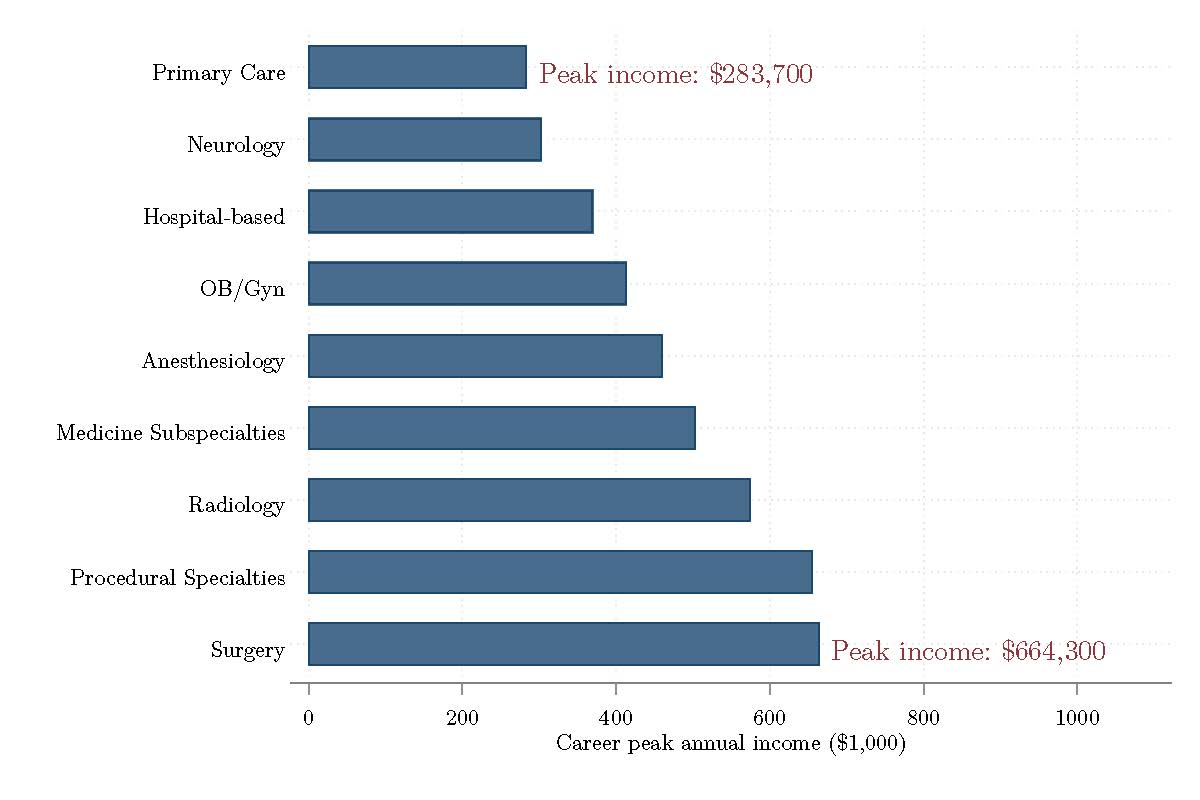 Primary Care
Peak income: $283,700
Neurology
Hospital-based
OB/Gyn
Anesthesiology
Medicine Subspecialties
Radiology
Procedural Specialties
Surgery
Peak income: $664,300
0 200 400 600 800 1000
Career peak annual income ($1,000)